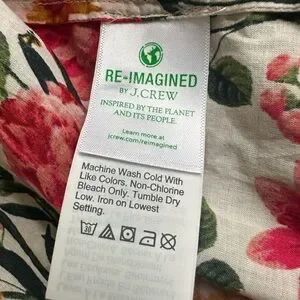 RE-IMAGINED
BY J.CREW
INSPIRED BY THE PLANET
AND ITS PEOPLE.
Learn more at
jcrew.com/reimagined
Machine Wash Cold With
Like Colors. Non-Chlorine
Bleach Only. Tumble Dry
Low. Iron on Lowest
Setting.
30